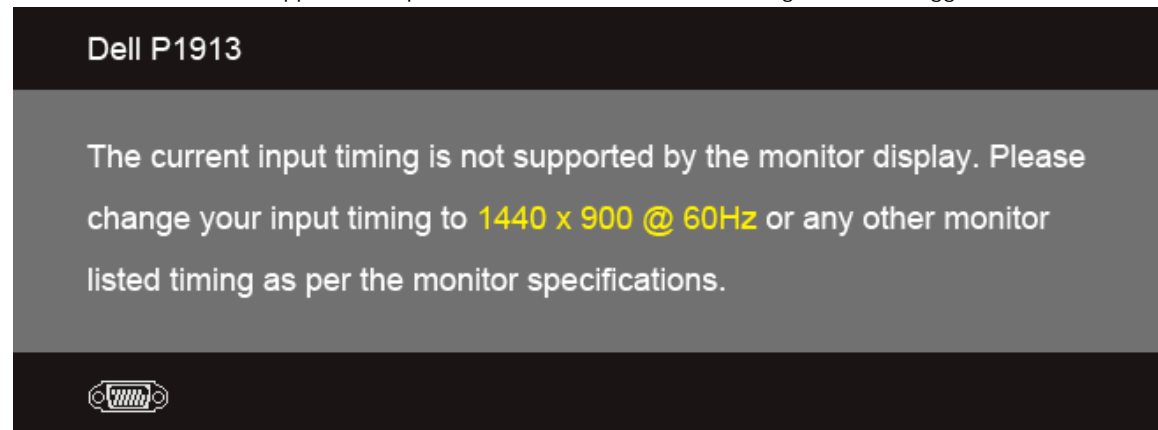 Dell P1913
The current input timing is not supported by the monitor display. Please
change your input timing to 1440 x 900 @ 60Hz or any other monitor
listed timing as per the monitor specifications.